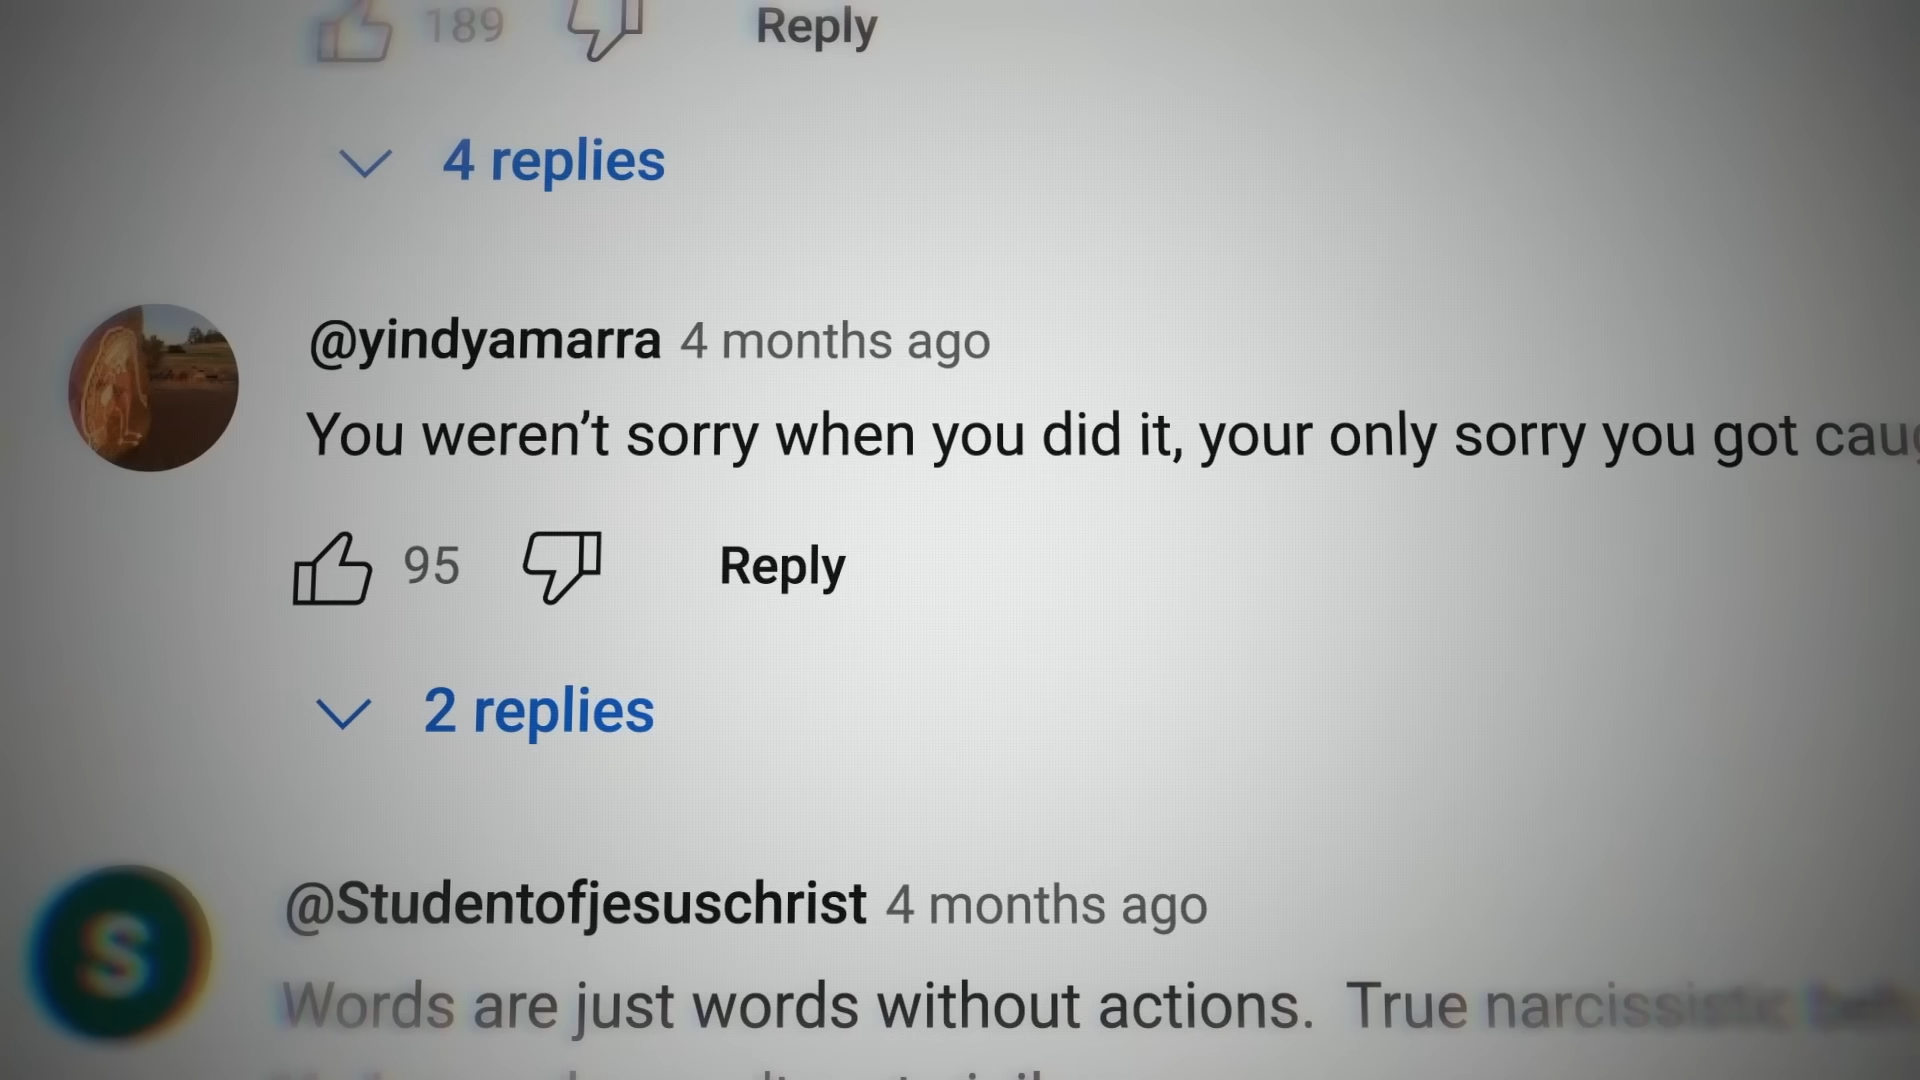 189 Reply
4 replies
@yindyamarra 4 months ago
You weren’t sorry when you did it, your only sorry you got
95 Reply
2 replies
S
@Studentofjesuschrist 4 months ago
Words are just words without actions. True narcissistic